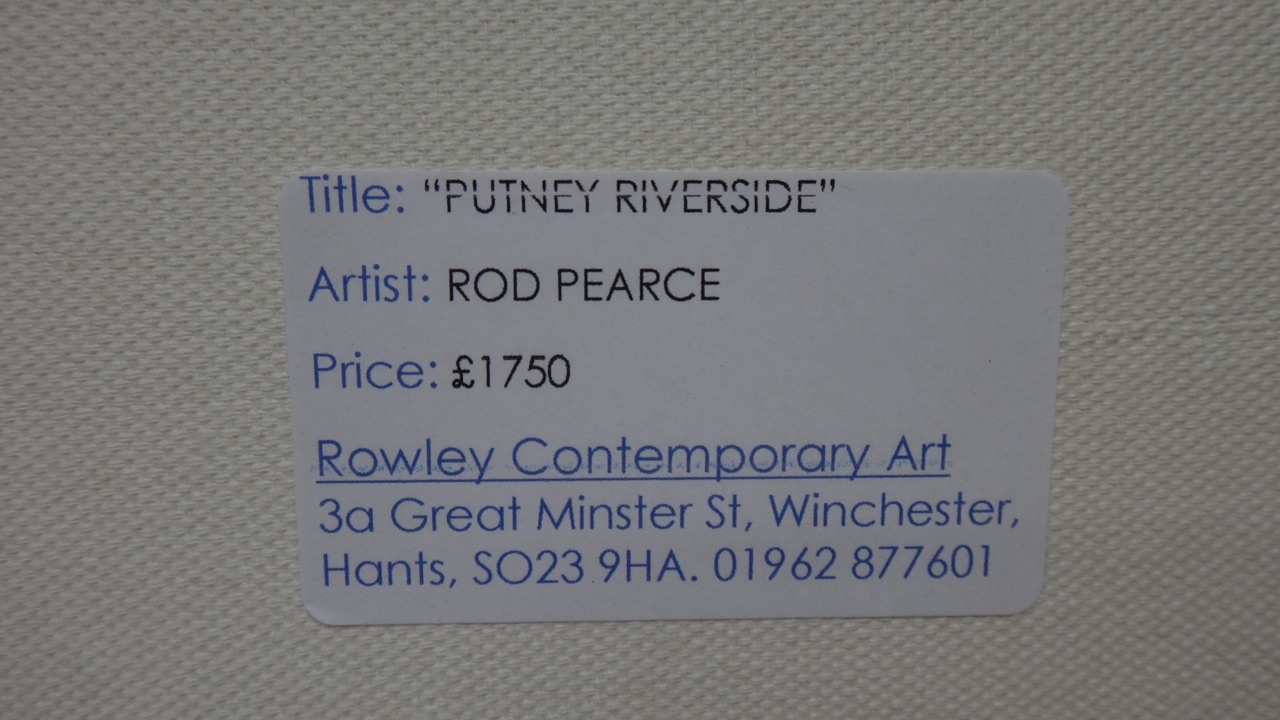 Title: “PUTNEY RIVERSIDE”
Artist: ROD PEARCE
Price: £1750
Rowley Contemporary Art
3a Great Minster St, Winchester,
Hants, SO23 9HA. 01962 877601